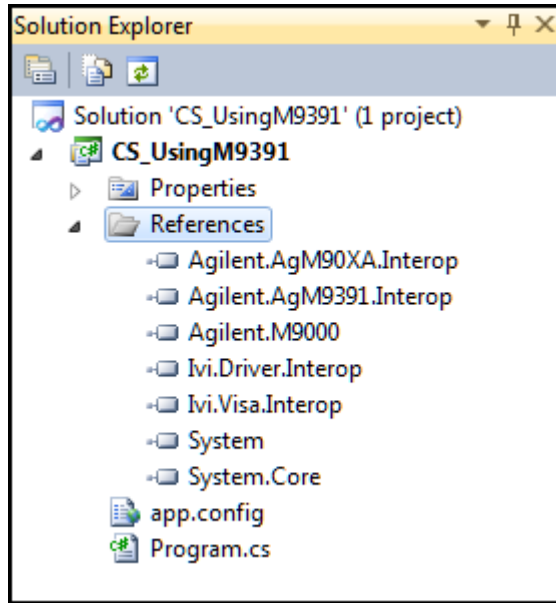 Solution Explorer
Solution 'CS_UsingM9391' (1 project)
CS_UsingM9391
Properties
References
Agilent.AgM90XA.Interop
Agilent.AgM9391.Interop
Agilent.M9000
Ivi.Driver.Interop
Ivi.Visa.Interop
System
System.Core
app.config
Program.cs